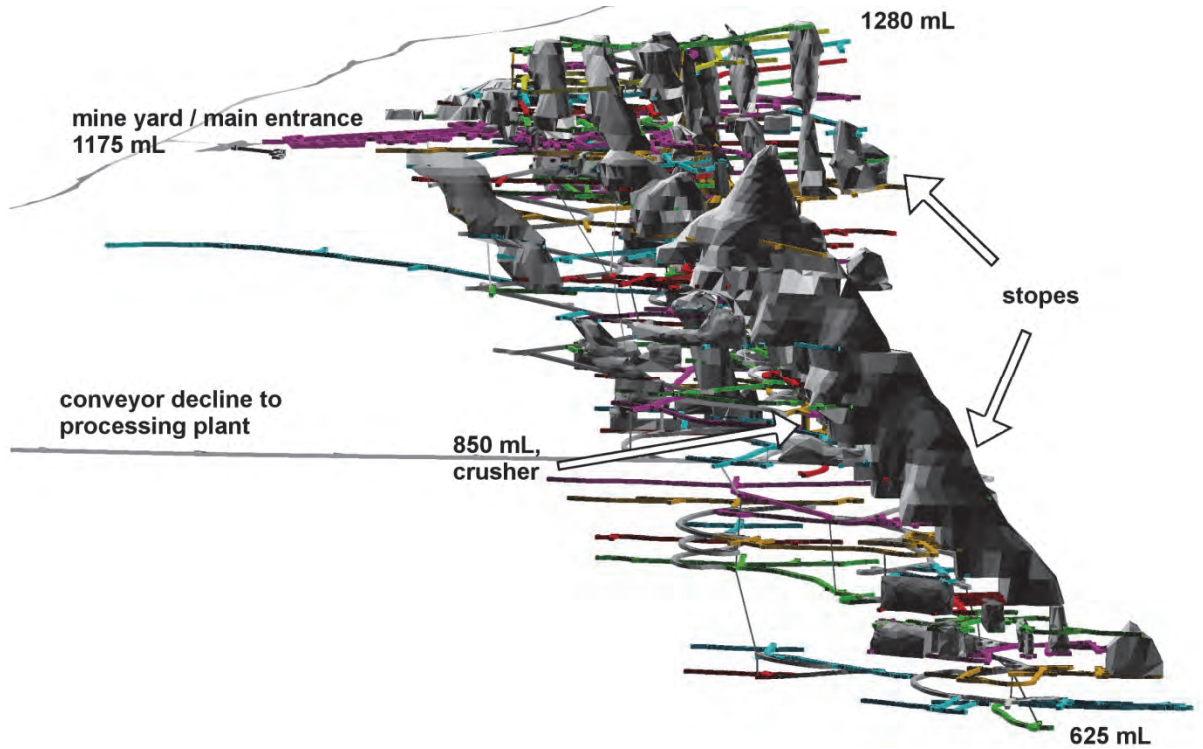 1280 mL
mine yard / main entrance
1175 mL
stopes
conveyor decline to
processing plant
850 mL,
crusher
625 mL